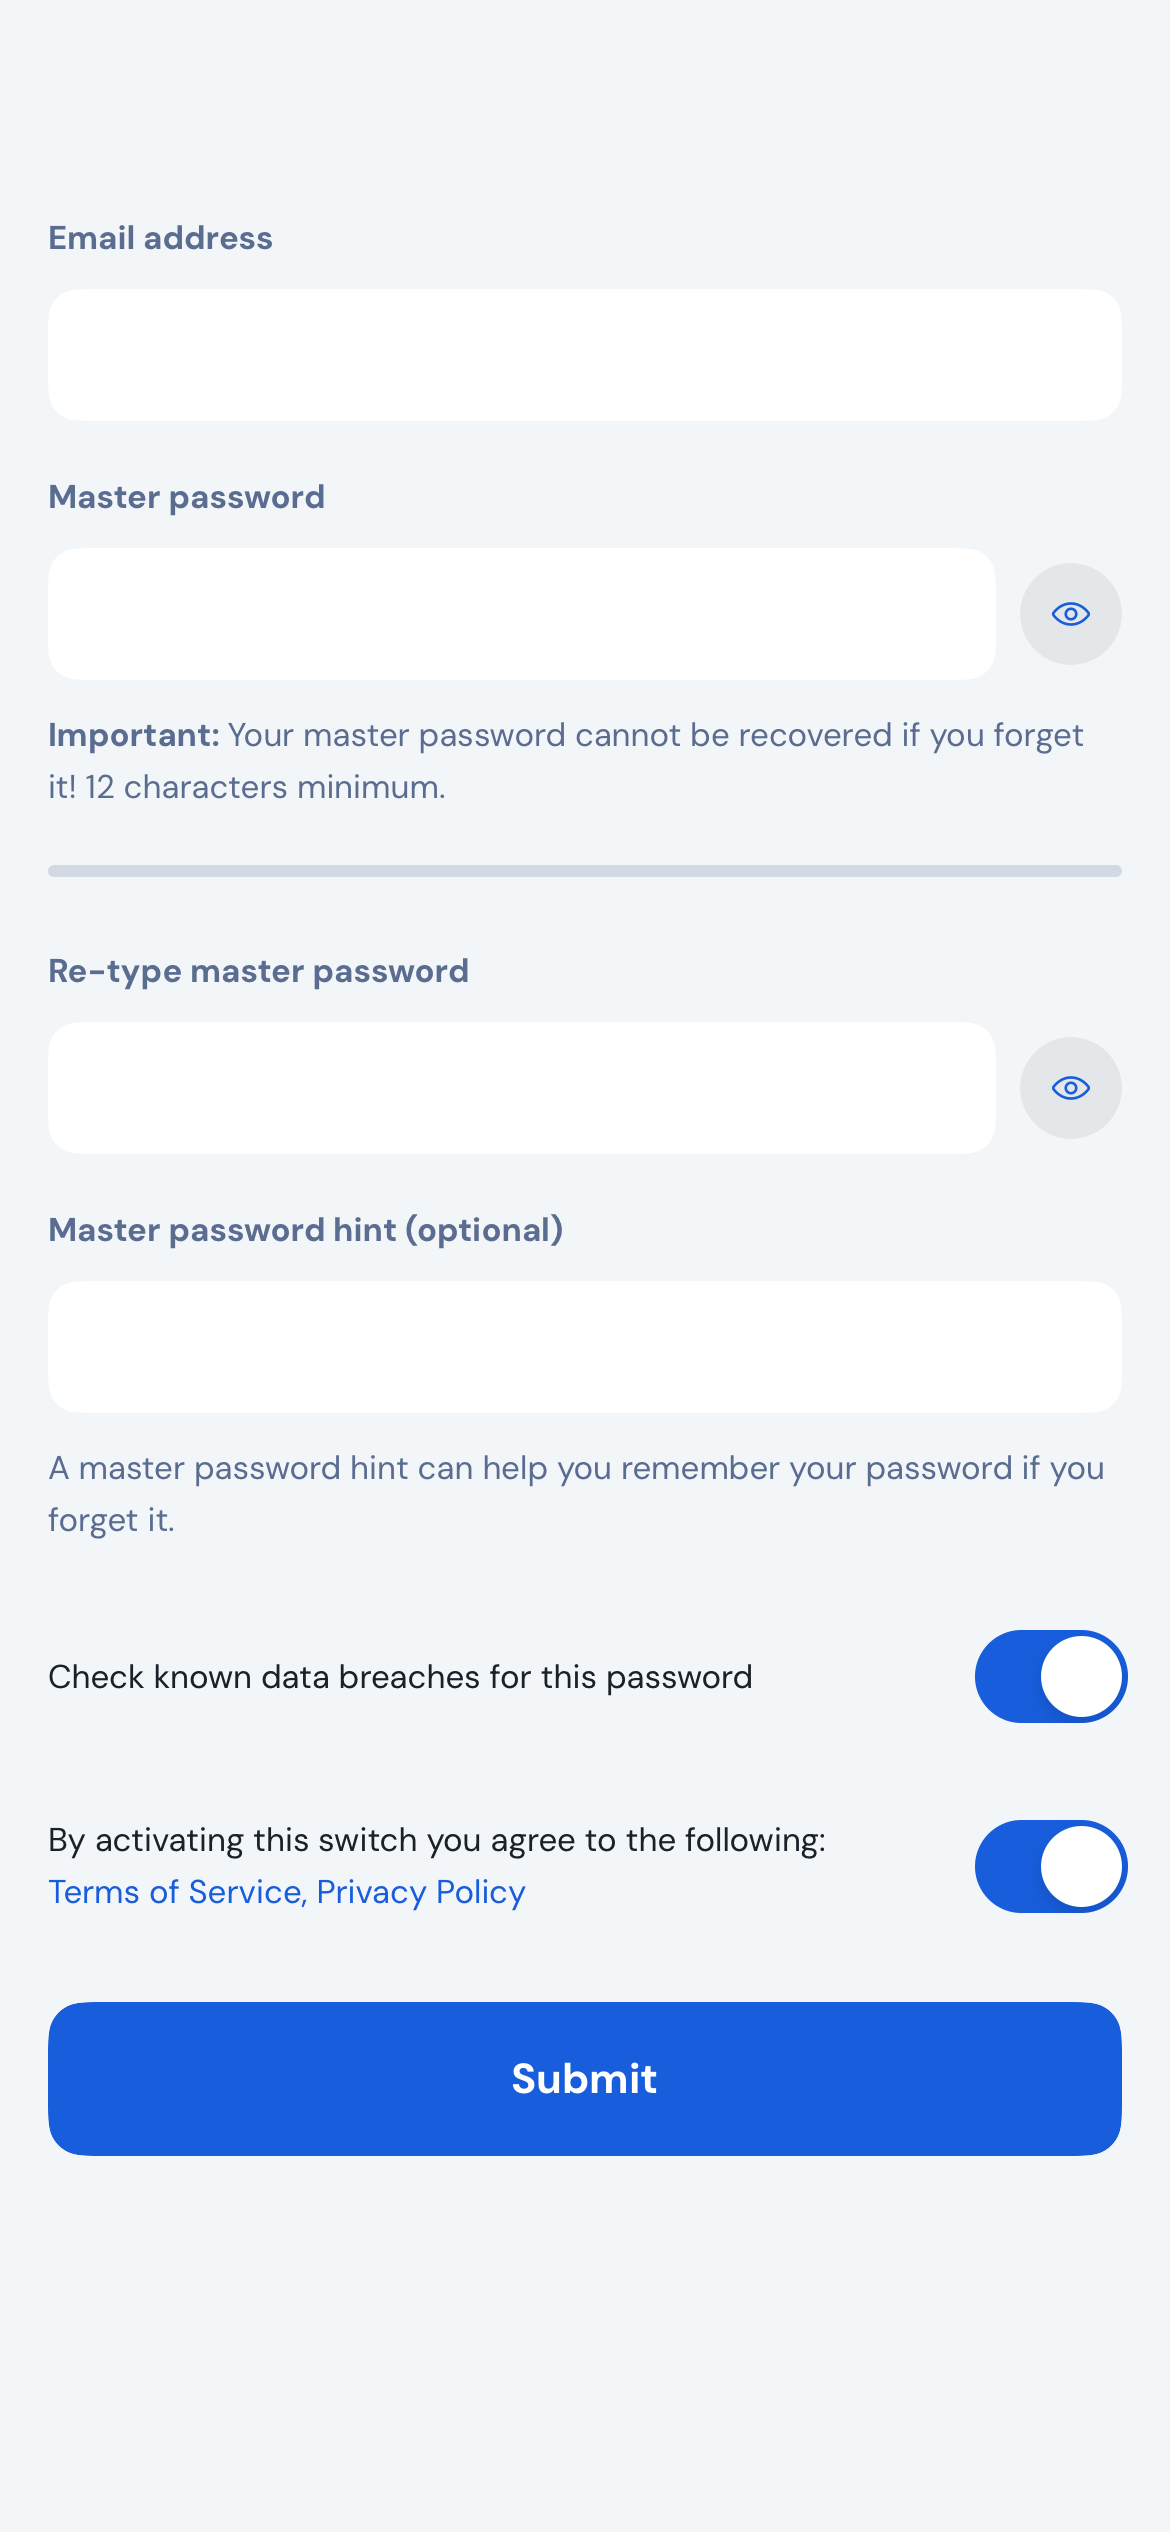 Email address
Master password
Important: Your master password cannot be recovered if you forget
it! 12 characters minimum.
Re-type master password
Master password hint (optional)
A master password hint can help you remember your password if you
forget it.
Check known data breaches for this password
By activating this switch you agree to the following:
Terms of Service, Privacy Policy
Submit